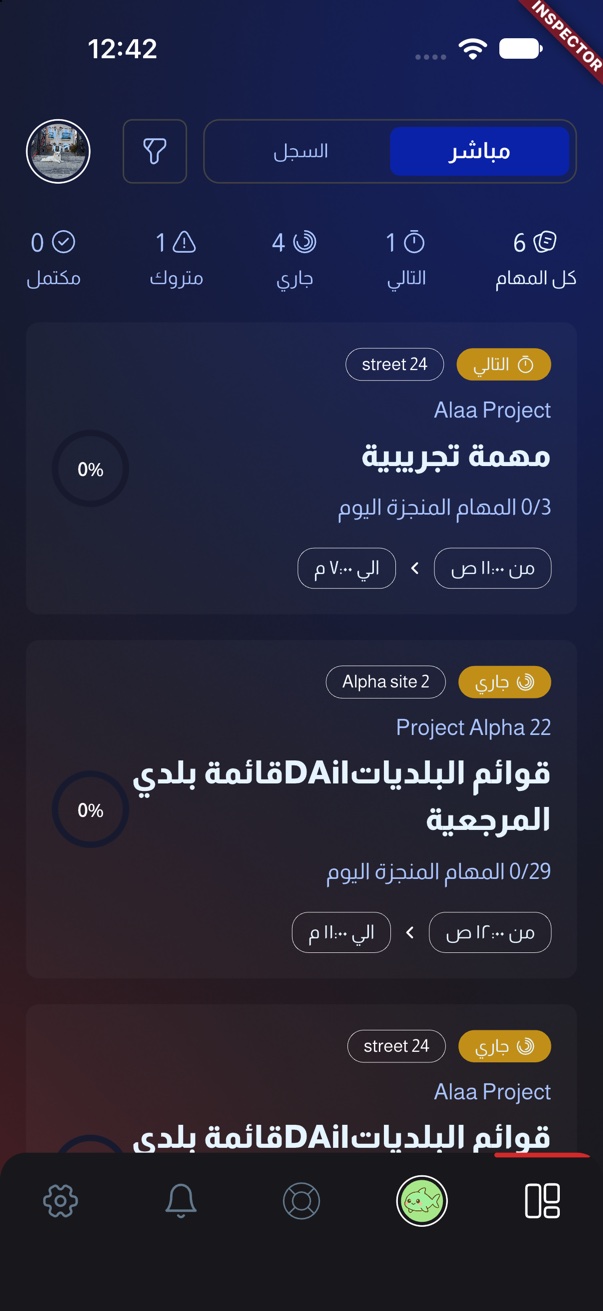 12:42
INSPECTOR
مباشر
السجل
6
كل المهام
1
التالي
4
جاري
1
متروك
0
مكتمل
التالي
street 24
Alaa Project
مهمة تجريبية
0/3 المهام المنجزة اليوم
0%
من ١١:٠٠ ص
الي ٧:٠٠ م
جاري
Alpha site 2
Project Alpha 22
قوائم البلدياتDAilقائمة بلدي
المرجعية
0%
0/29 المهام المنجزة اليوم
من ١٢:٠٠ ص
الي ١١:٠٠ م
جاري
street 24
Alaa Project
قوائم البلدياتDAilقائمة بلدي